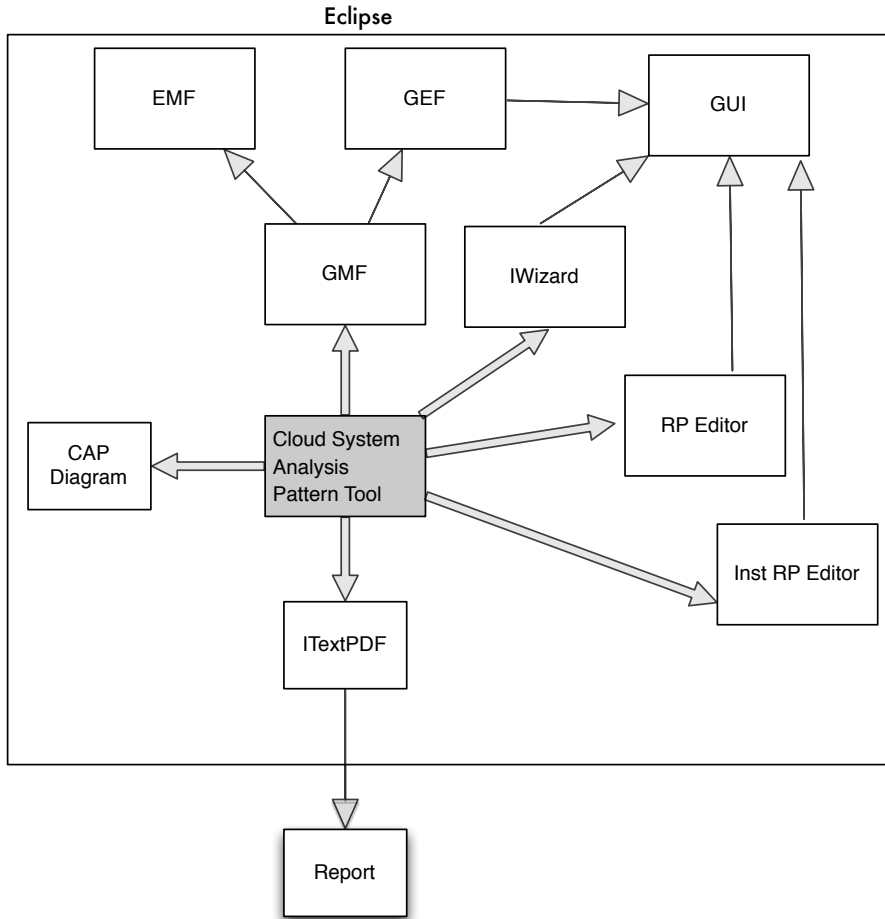 Eclipse
EMF
GEF
GUI
GMF
IWizard
RP Editor
CAP
Diagram
Cloud System
Analysis
Pattern Tool
Inst RP Editor
ITextPDF
Report